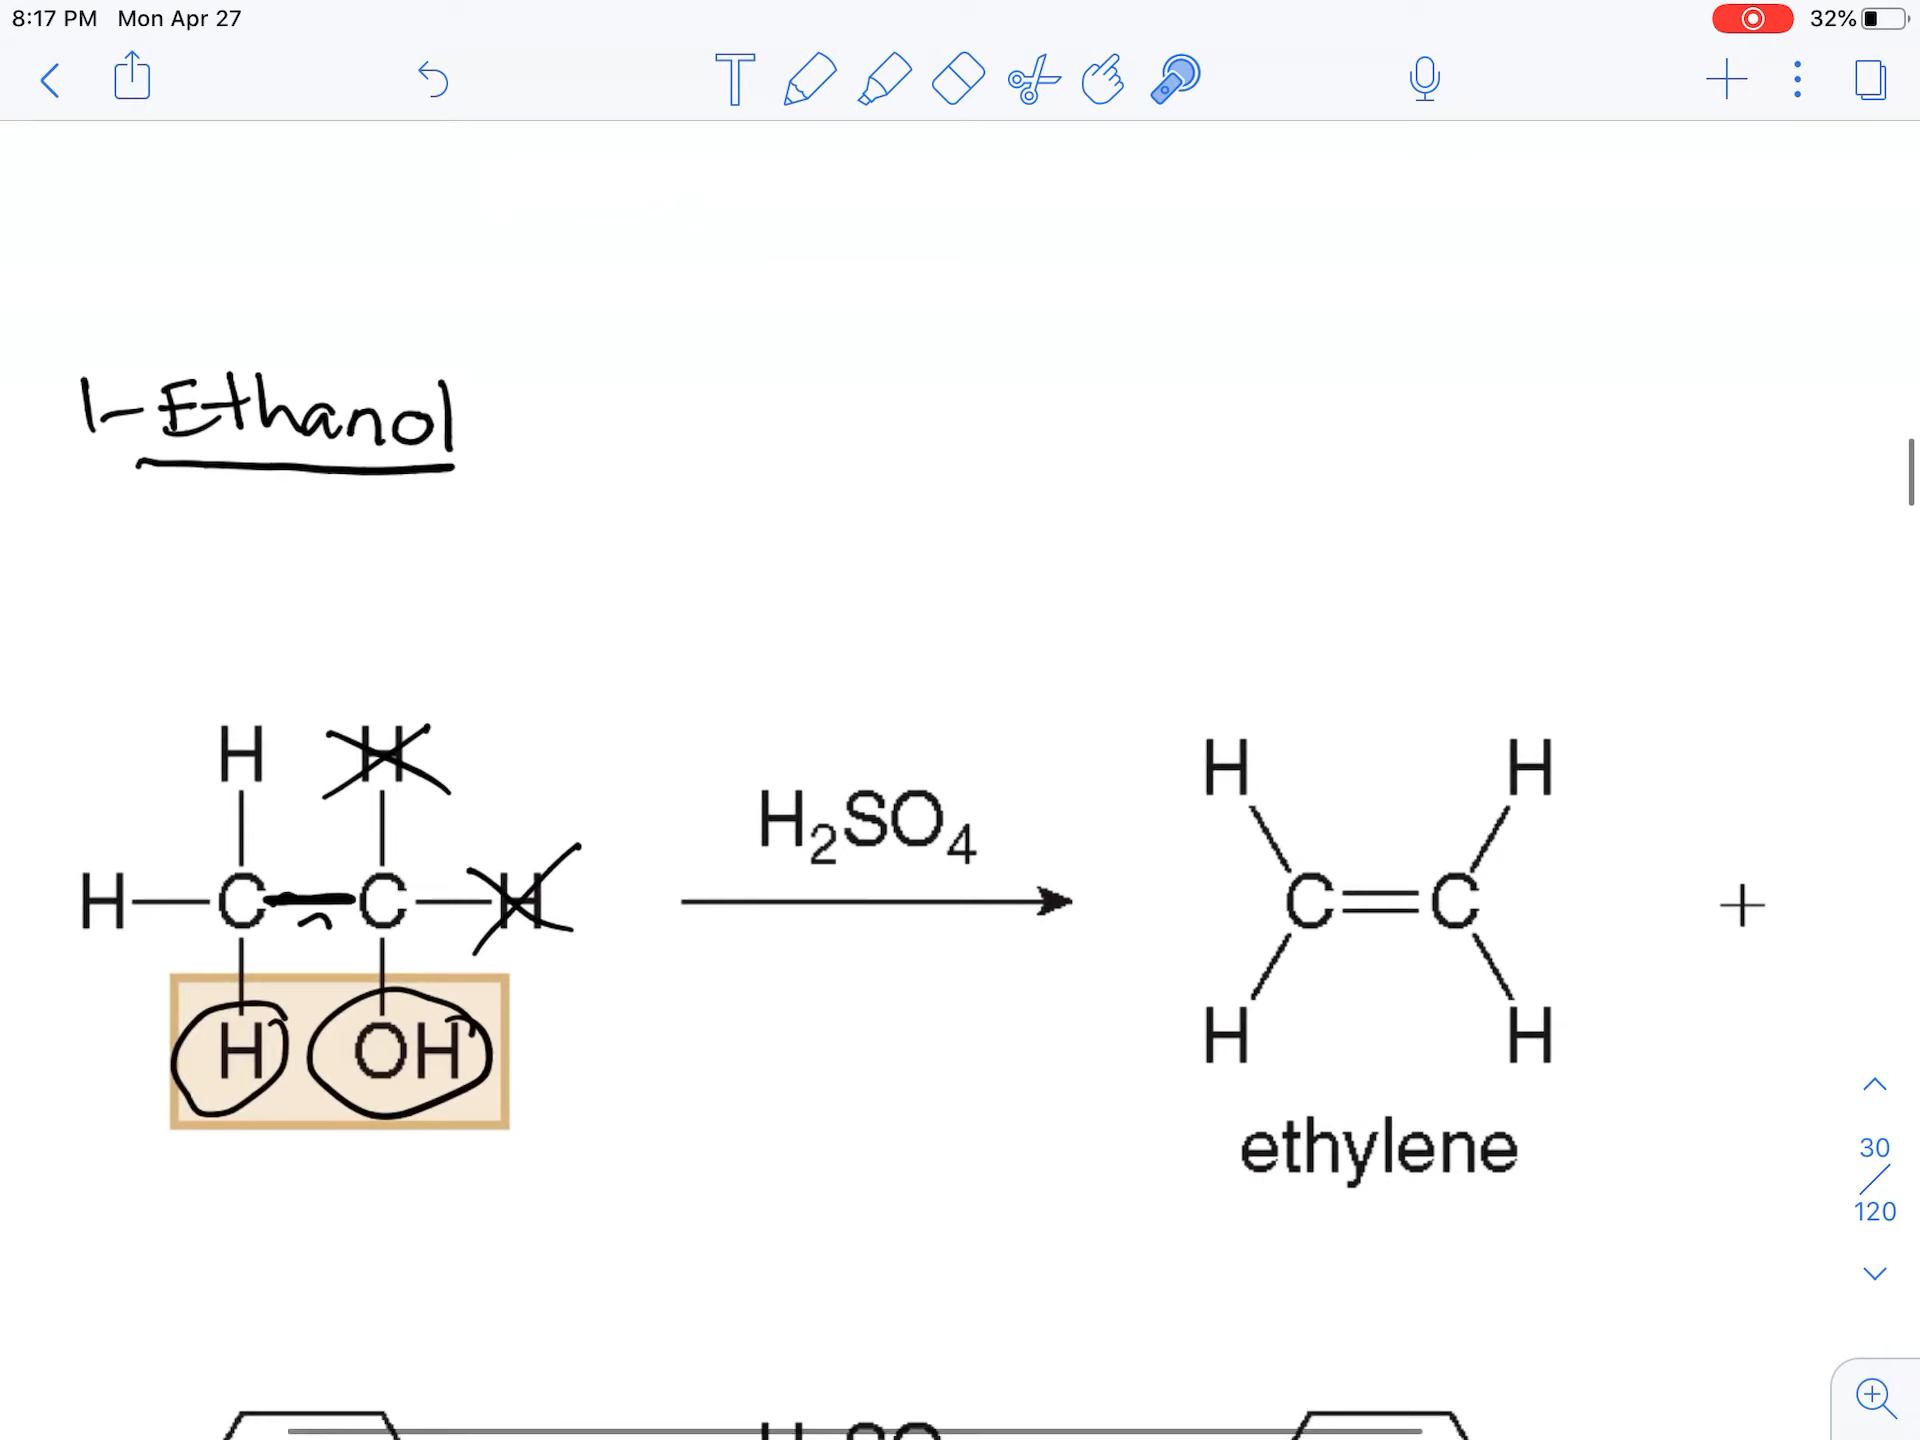 8:17 PM Mon Apr 27 32%
T
1-Ethanol
H H H H
H2SO4
H C C H C C +
H OH H H
ethylene
30
120